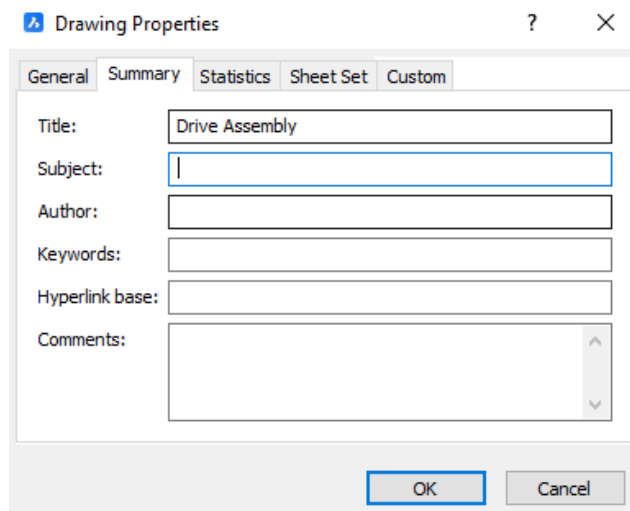 Drawing Properties ?
General Summary Statistics Sheet Set Custom
Title: Drive Assembly
Subject:
Author:
Keywords:
Hyperlink base:
Comments:
OK Cancel